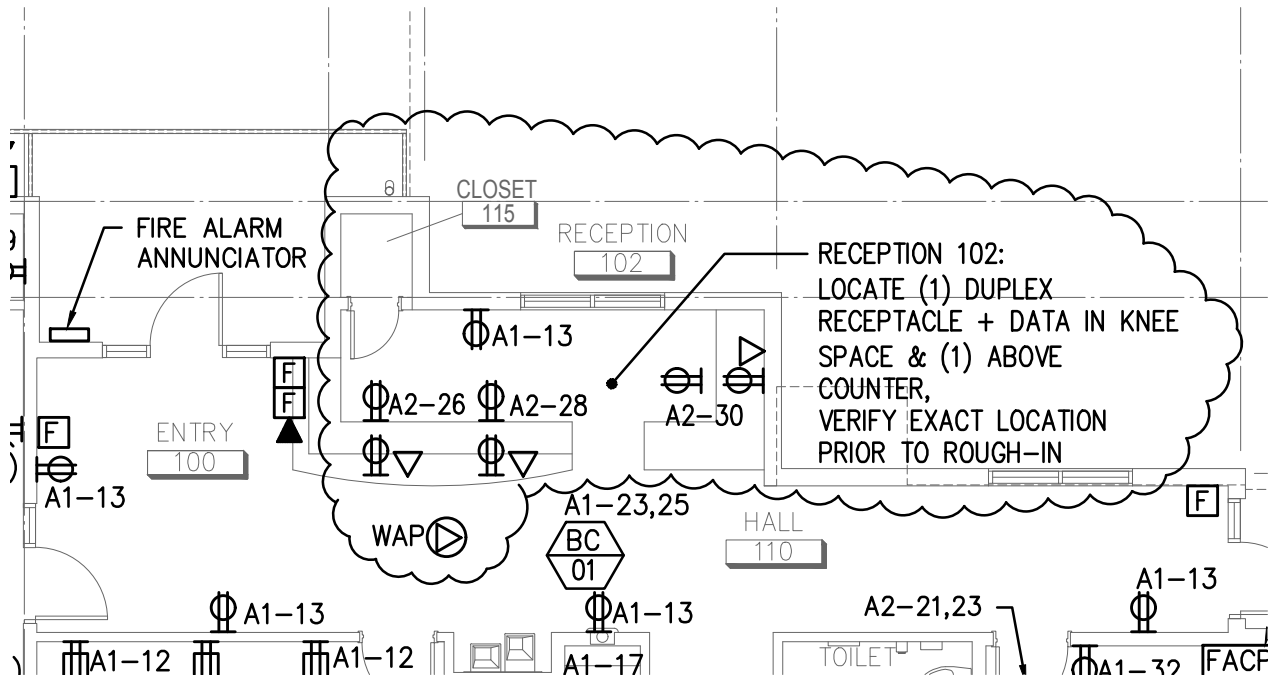 CLOSET
115
FIRE ALARM
ANNUNCIATOR
RECEPTION
102
RECEPTION 102:
LOCATE (1) DUPLEX
RECEPTACLE + DATA IN KNEE
SPACE & (1) ABOVE
COUNTER,
VERIFY EXACT LOCATION
PRIOR TO ROUGH-IN
A1-13
F
F
A2-26
A2-28
A2-30
F
ENTRY
100
A1-13
A1-23,25
WAP
BC
01
HALL
110
F
A1-13
A1-13
A1-13
A2-21,23
A1-12
A1-12
A1-17
TOILET
A1-32
FACP